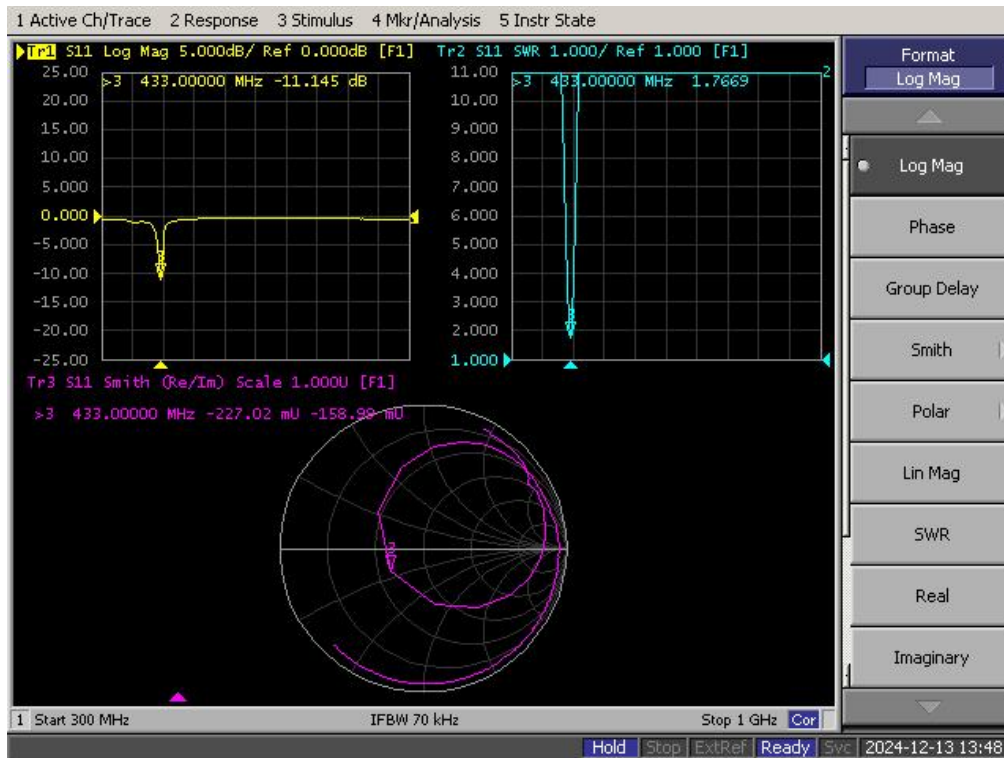 1 Active Ch/Trace 2 Response 3 Stimulus 4 Mkr/Analysis 5 Instr State
Tr1 S11 Log Mag 5.000dB/ Ref 0.000dB [F1]
>3 433.00000 MHz -11.145 dB
25.00
20.00
15.00
10.00
5.000
0.000
-5.000
-10.00
-15.00
-20.00
-25.00
Tr2 S11 SWR 1.000/ Ref 1.000 [F1]
>3 433.00000 MHz 1.7669
2
11.00
10.00
9.000
8.000
7.000
6.000
5.000
4.000
3.000
2.000
1.000
Tr3 S11 Smith (Re/Im) Scale 1.000U [F1]
>3 433.00000 MHz -227.02 mU -158.98 mU
1 Start 300 MHz IFBW 70 kHz Stop 1 GHz Cor
Format
Log Mag
Log Mag
Phase
Group Delay
Smith
Polar
Lin Mag
SWR
Real
Imaginary
Hold Stop ExtRef Ready Svc 2024-12-13 13:48